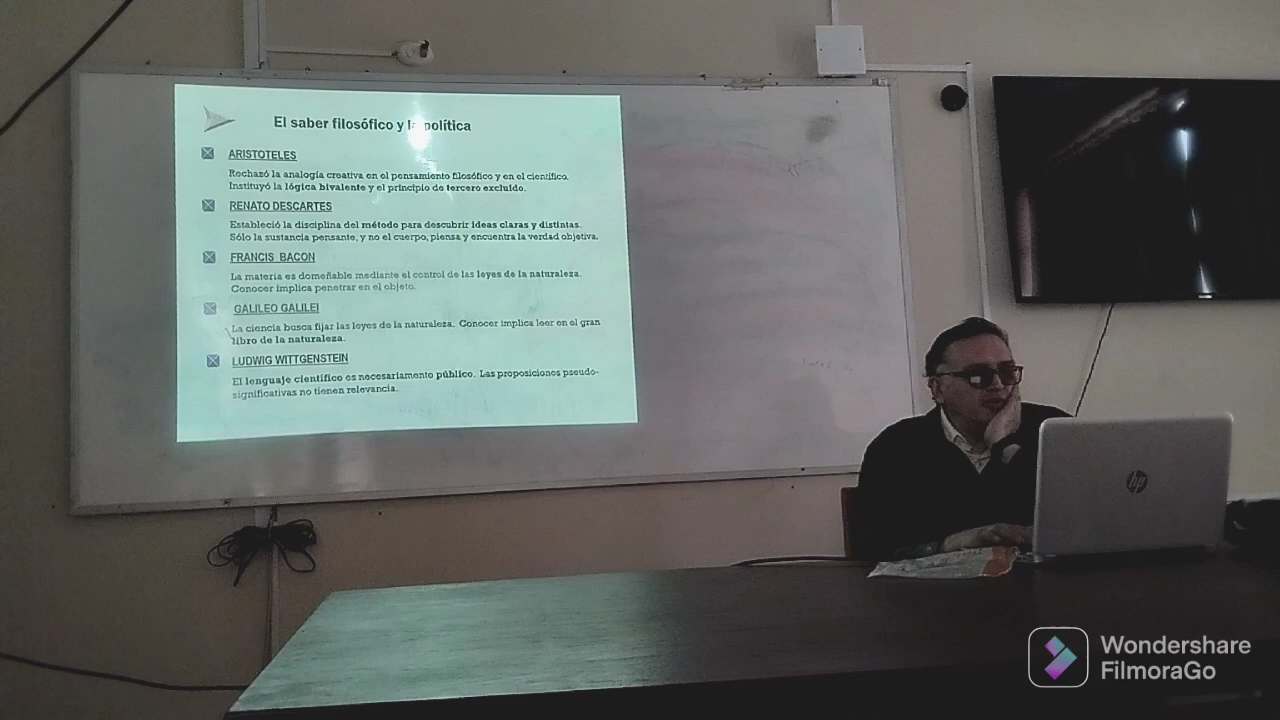 El saber filosófico y la política
ARISTOTELES
Rechazó la analogía creativa en el pensamiento filosófico y en el científico.
Instituyó la lógica bivalente y el principio de tercero excluido.
RENATO DESCARTES
Estableció la disciplina del método para descubrir ideas claras y distintas.
Sólo la sustancia pensante, y no el cuerpo, piensa y encuentra la verdad objetiva.
FRANCIS BACON
La materia es domeñable mediante el control de las leyes de la naturaleza.
Conocer implica penetrar en el objeto.
GALILEO GALILEI
La ciencia busca fijar las leyes de la naturaleza. Conocer implica leer en el gran
libro de la naturaleza.
LUDWIG WITTGENSTEIN
El lenguaje científico es necesariamente público. Las proposiciones pseudo-
significativas no tienen relevancia.
hp
Wondershare
FilmoraGo